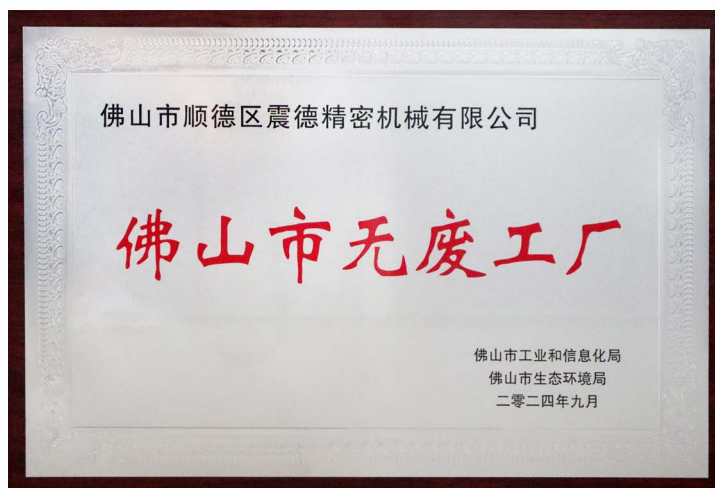 佛山市顺德区震德精密机械有限公司
佛山市无废工厂
佛山市工业和信息化局
佛山市生态环境局
二零二四年九月